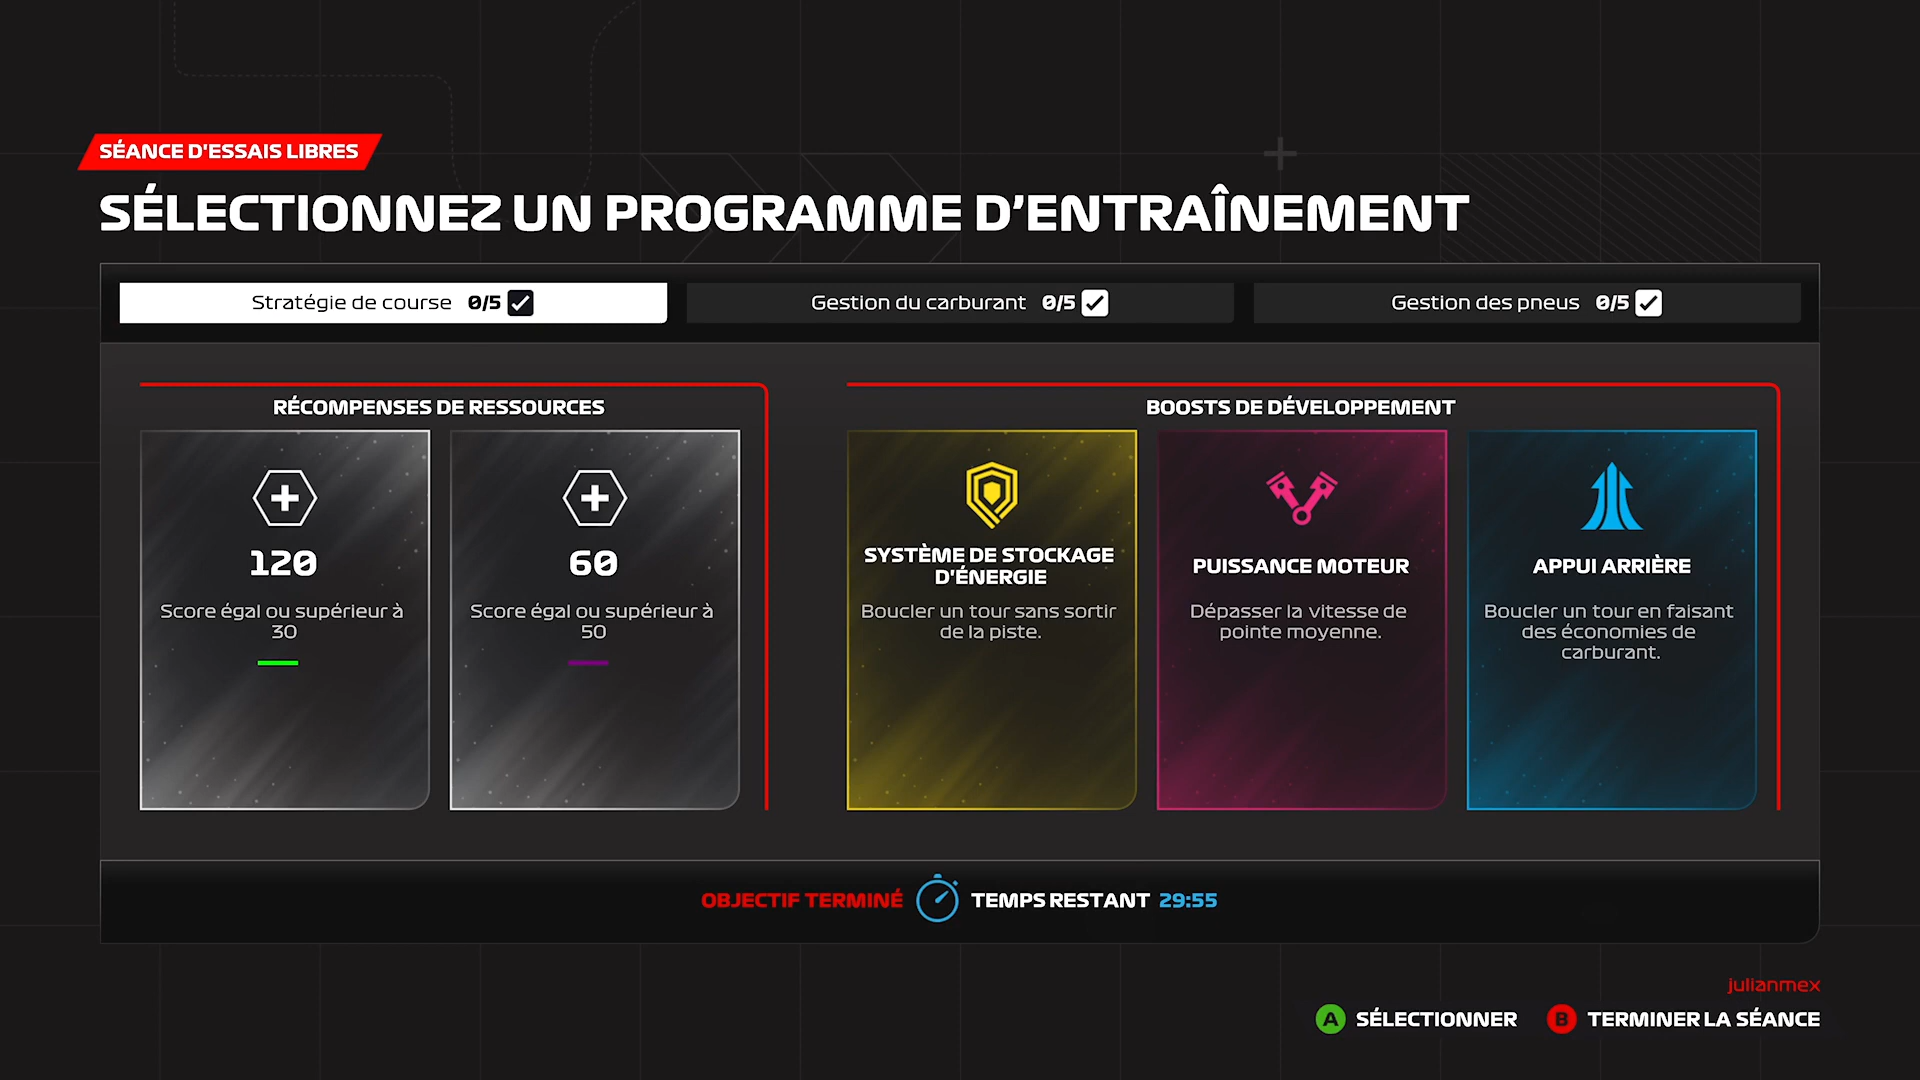 SÉANCE D'ESSAIS LIBRES
SÉLECTIONNEZ UN PROGRAMME D'ENTRAÎNEMENT
Stratégie de course 0/5
Gestion du carburant 0/5
Gestion des pneus 0/5
RÉCOMPENSES DE RESSOURCES
120
Score égal ou supérieur à
30
60
Score égal ou supérieur à
50
BOOSTS DE DÉVELOPPEMENT
SYSTÈME DE STOCKAGE
D'ÉNERGIE
Boucler un tour sans sortir
de la piste.
PUISSANCE MOTEUR
Dépasser la vitesse de
pointe moyenne.
APPUI ARRIÈRE
Boucler un tour en faisant
des économies de
carburant.
OBJECTIF TERMINÉ TEMPS RESTANT 29:55
julianmex
A SÉLECTIONNER B TERMINER LA SÉANCE